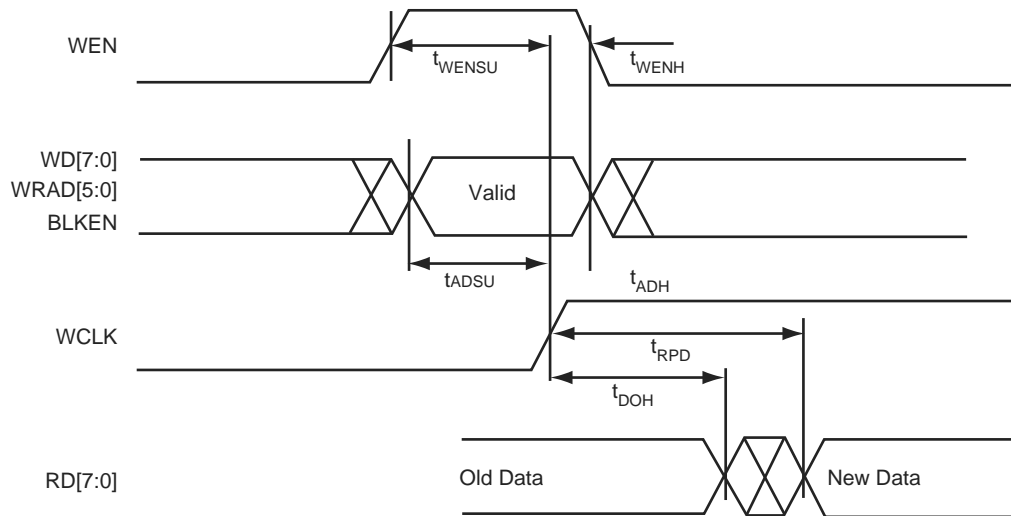 WEN
tWENSU
tWENH
WD[7:0]
WRAD[5:0]
BLKEN
Valid
tADSU
tADH
WCLK
tRPD
tDOH
RD[7:0]
Old Data
New Data